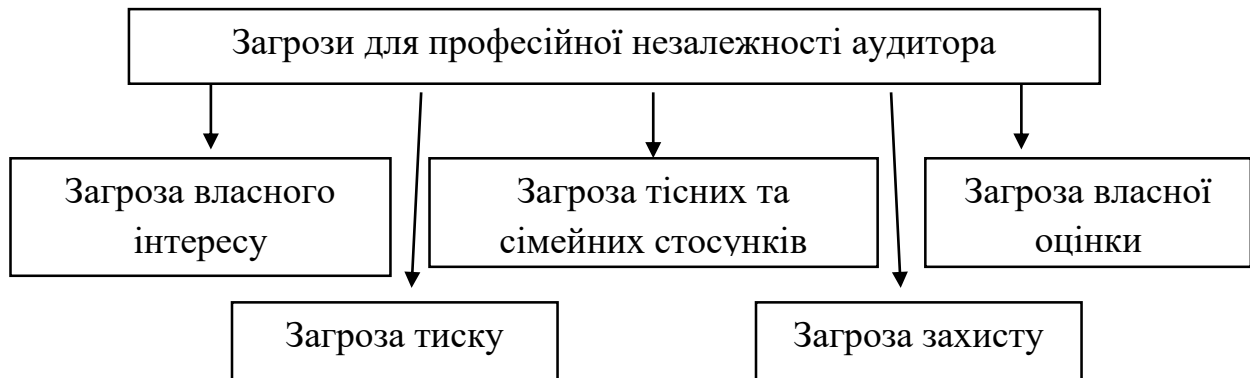 Загрози для професійної незалежності аудитора
Загроза власного
інтересу
Загроза тісних та
сімейних стосунків
Загроза власної
оцінки
Загроза тиску
Загроза захисту